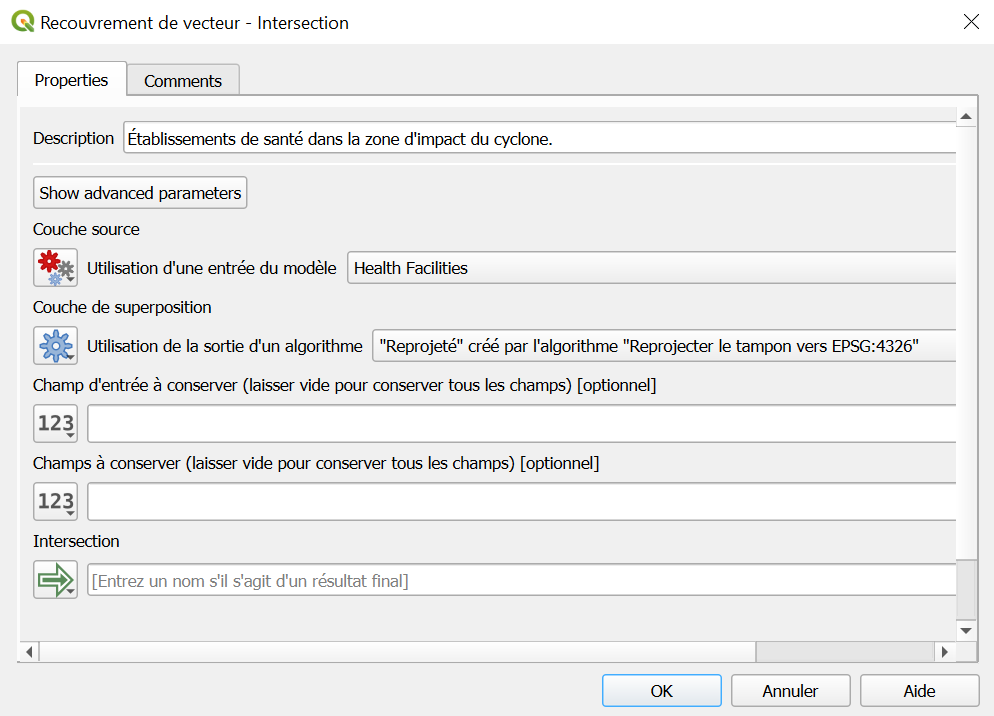 Recouvrement de vecteur - Intersection
Properties
Comments
Description
Établissements de santé dans la zone d'impact du cyclone.
Show advanced parameters
Couche source
Utilisation d'une entrée du modèle
Health Facilities
Couche de superposition
Utilisation de la sortie d'un algorithme
"Reprojeté" créé par l'algorithme "Reprojecter le tampon vers EPSG:4326"
Champ d'entrée à conserver (laisser vide pour conserver tous les champs) [optionnel]
123
Champs à conserver (laisser vide pour conserver tous les champs) [optionnel]
123
Intersection
[Entrez un nom s'il s'agit d'un résultat final]
OK
Annuler
Aide